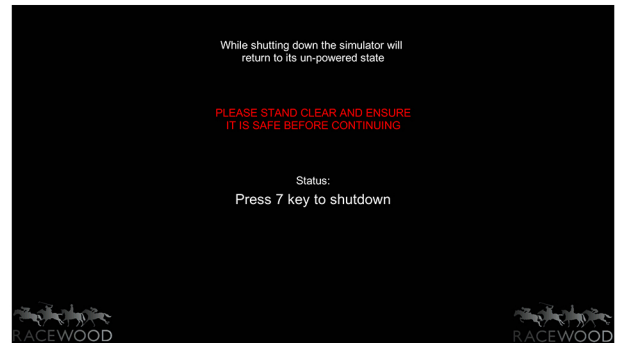 While shutting down the simulator will
return to its un-powered state
PLEASE STAND CLEAR AND ENSURE
IT IS SAFE BEFORE CONTINUING
Status:
Press 7 key to shutdown
RACEWOOD
RACEWOOD